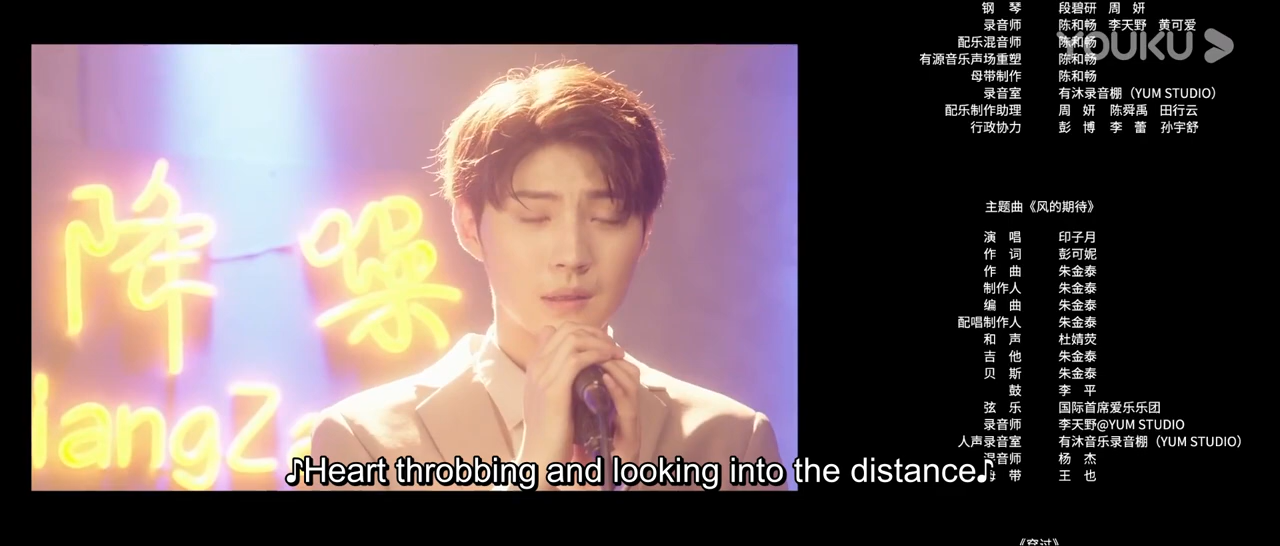 钢 琴 段碧研 周 妍
录音师 陈和畅 李天野 黄可爱
配乐混音师 陈和畅
有源音乐声场重塑 陈和畅
母带制作 陈和畅
录音室 有沐录音棚（YUM STUDIO）
配乐制作助理 周 妍 陈舜禹 田行云
行政协力 彭 博 李 蕾 孙宇舒
YOUKU
主题曲《风的期待》
演 唱 印子月
作 词 彭可妮
作 曲 朱金泰
制作人 朱金泰
编 曲 朱金泰
配唱制作人 朱金泰
和 声 杜婧荧
吉 他 朱金泰
贝 斯 朱金泰
鼓 李 平
弦 乐 国际首席爱乐乐团
录音师 李天野@YUM STUDIO
人声录音室 有沐音乐录音棚（YUM STUDIO）
混音师 杨 杰
母 带 王 也
降噪
iangZa
♪Heart throbbing and looking into the distance♪